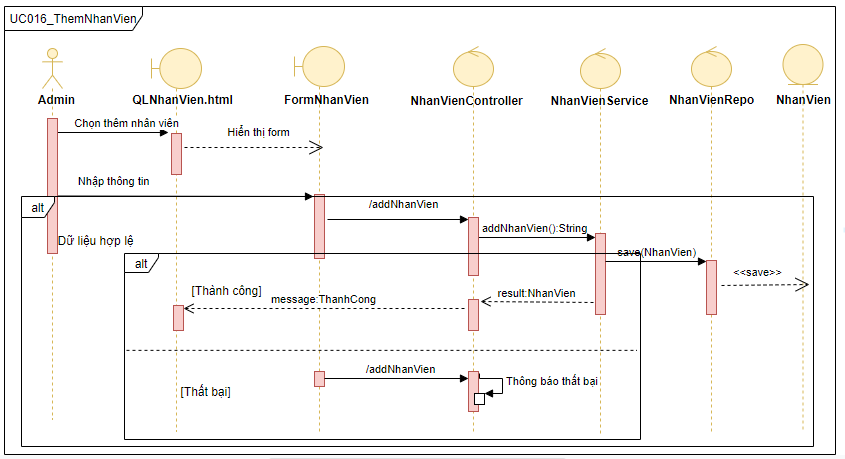 UC016_ThemNhanVien
Admin
QLNhanVien.html
FormNhanVien
NhanVienController
NhanVienService
NhanVienRepo
NhanVien
Chọn thêm nhân viên
Hiển thị form
Nhập thông tin
alt
/addNhanVien
addNhanVien():String
Dữ liệu hợp lệ
save(NhanVien)
alt
<<save>>
[Thành công]
result:NhanVien
message:ThanhCong
/addNhanVien
Thông báo thất bại
[Thất bại]